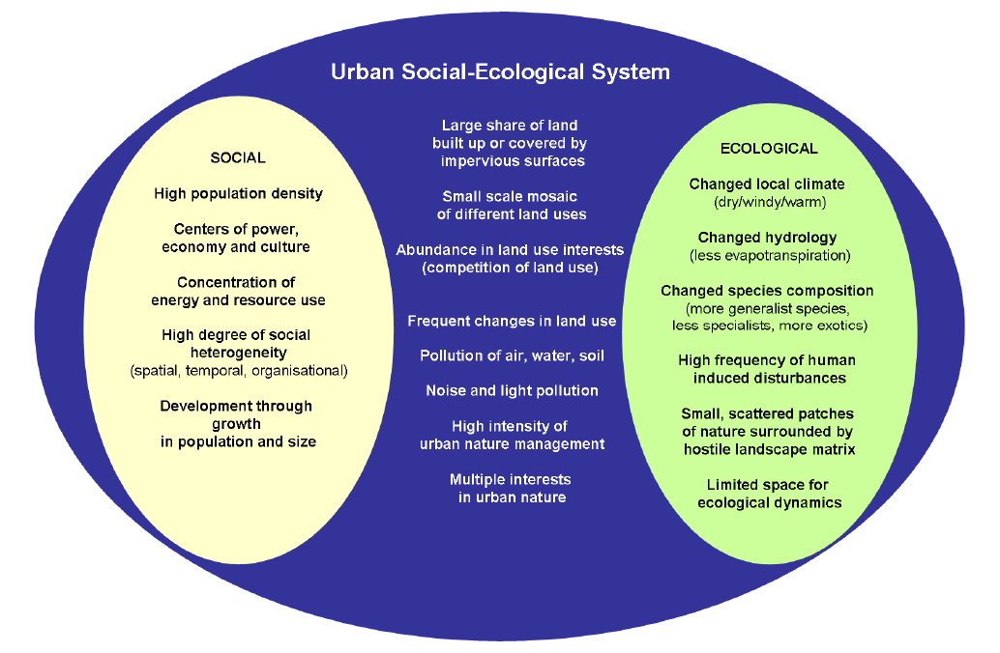 Urban Social-Ecological System
SOCIAL
High population density
Centers of power,
economy and culture
Concentration of
energy and resource use
High degree of social
heterogeneity
(spatial, temporal, organisational)
Development through
growth
in population and size
Large share of land
built up or covered by
impervious surfaces
Small scale mosaic
of different land uses
Abundance in land use interests
(competition of land use)
Frequent changes in land use
Pollution of air, water, soil
Noise and light pollution
High intensity of
urban nature management
Multiple interests
in urban nature
ECOLOGICAL
Changed local climate
(dry/windy/warm)
Changed hydrology
(less evapotranspiration)
Changed species composition
(more generalist species,
less specialists, more exotics)
High frequency of human
induced disturbances
Small, scattered patches
of nature surrounded by
hostile landscape matrix
Limited space for
ecological dynamics